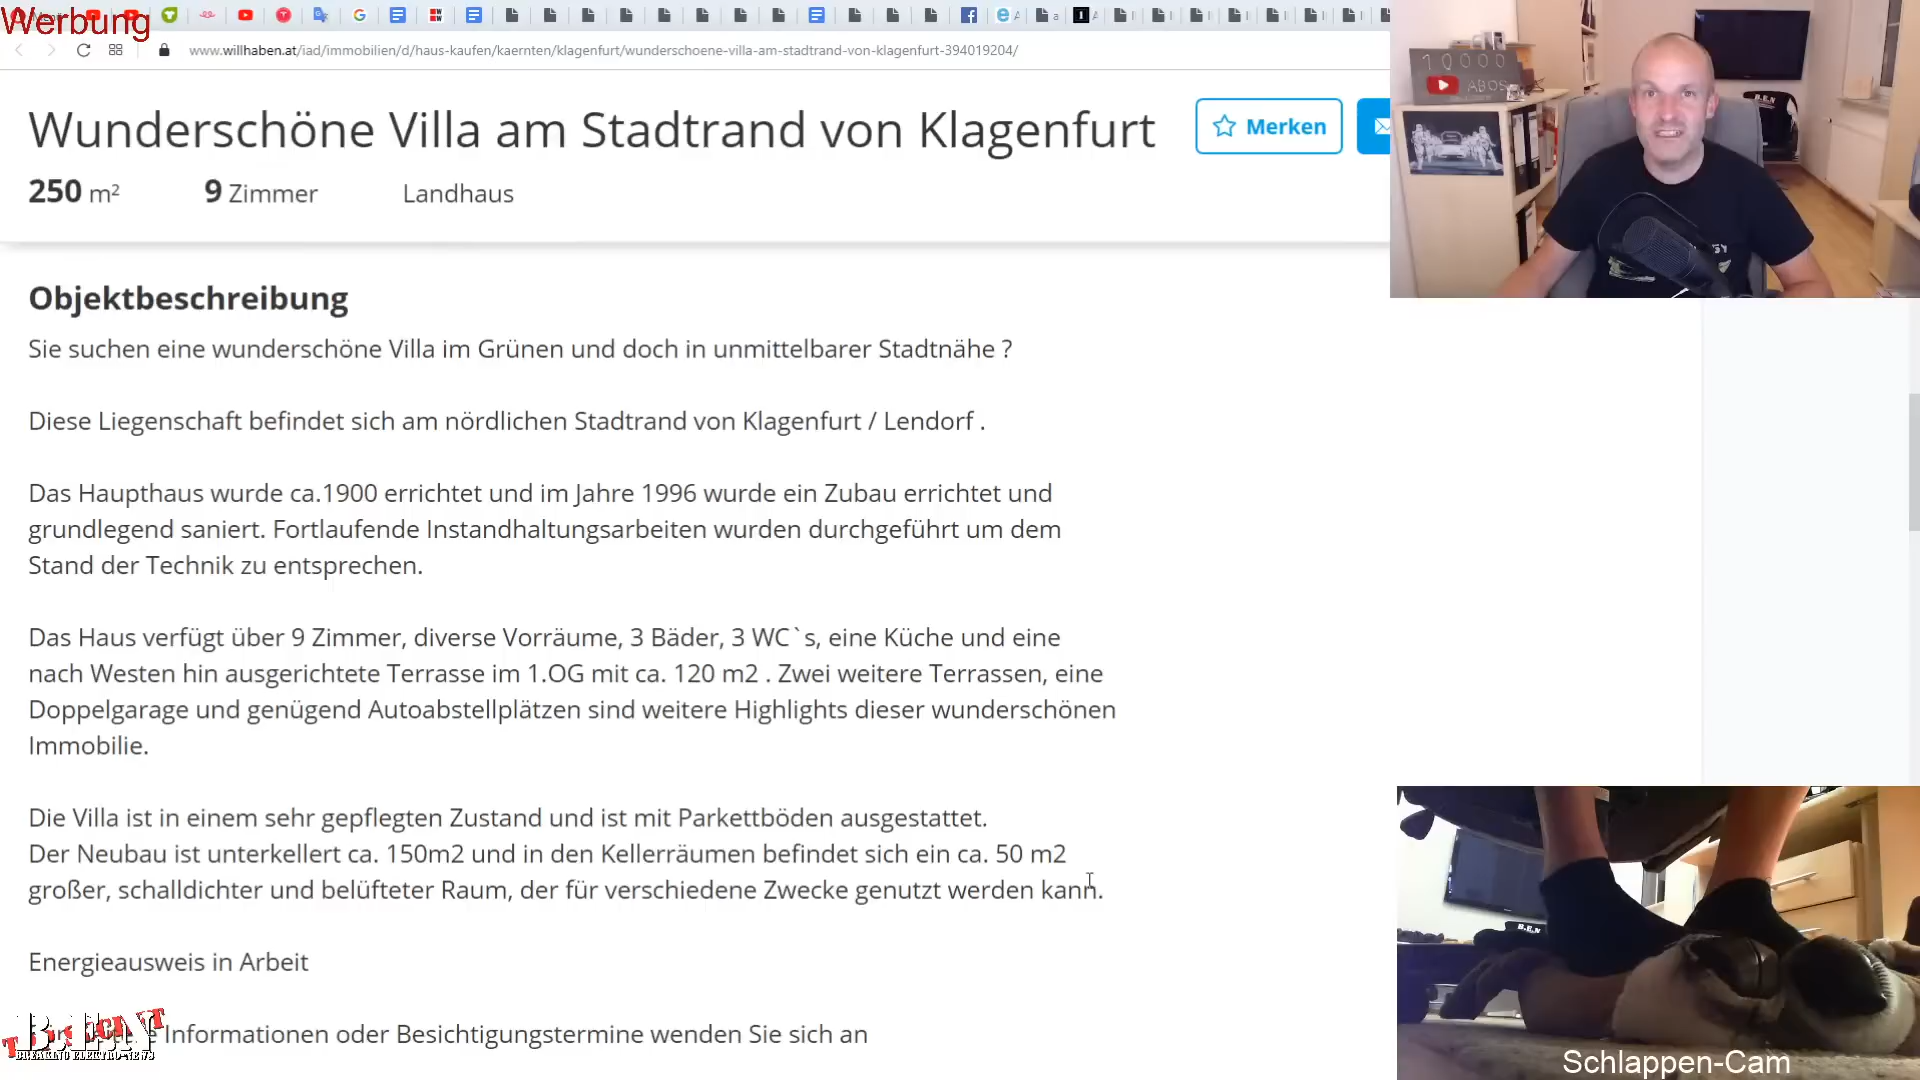 Werbung
www.willhaben.at/iad/immobilien/d/haus-kaufen/kaernten/klagenfurt/wunderschoene-villa-am-stadtrand-von-klagenfurt-394019204/
Wunderschöne Villa am Stadtrand von Klagenfurt
Merken
250 m² 9 Zimmer Landhaus
10000
ABOS
Objektbeschreibung
Sie suchen eine wunderschöne Villa im Grünen und doch in unmittelbarer Stadtnähe ?
Diese Liegenschaft befindet sich am nördlichen Stadtrand von Klagenfurt / Lendorf .
Das Haupthaus wurde ca.1900 errichtet und im Jahre 1996 wurde ein Zubau errichtet und
grundlegend saniert. Fortlaufende Instandhaltungsarbeiten wurden durchgeführt um dem
Stand der Technik zu entsprechen.
Das Haus verfügt über 9 Zimmer, diverse Vorräume, 3 Bäder, 3 WC`s, eine Küche und eine
nach Westen hin ausgerichtete Terrasse im 1.OG mit ca. 120 m2 . Zwei weitere Terrassen, eine
Doppelgarage und genügend Autoabstellplätzen sind weitere Highlights dieser wunderschönen
Immobilie.
Die Villa ist in einem sehr gepflegten Zustand und ist mit Parkettböden ausgestattet.
Der Neubau ist unterkellert ca. 150m2 und in den Kellerräumen befindet sich ein ca. 50 m2
großer, schalldichter und belüfteter Raum, der für verschiedene Zwecke genutzt werden kann.
Energieausweis in Arbeit
Informationen oder Besichtigungstermine wenden Sie sich an
BREAKING ELEKTRO-NEWS
B.E.N
Schlappen-Cam